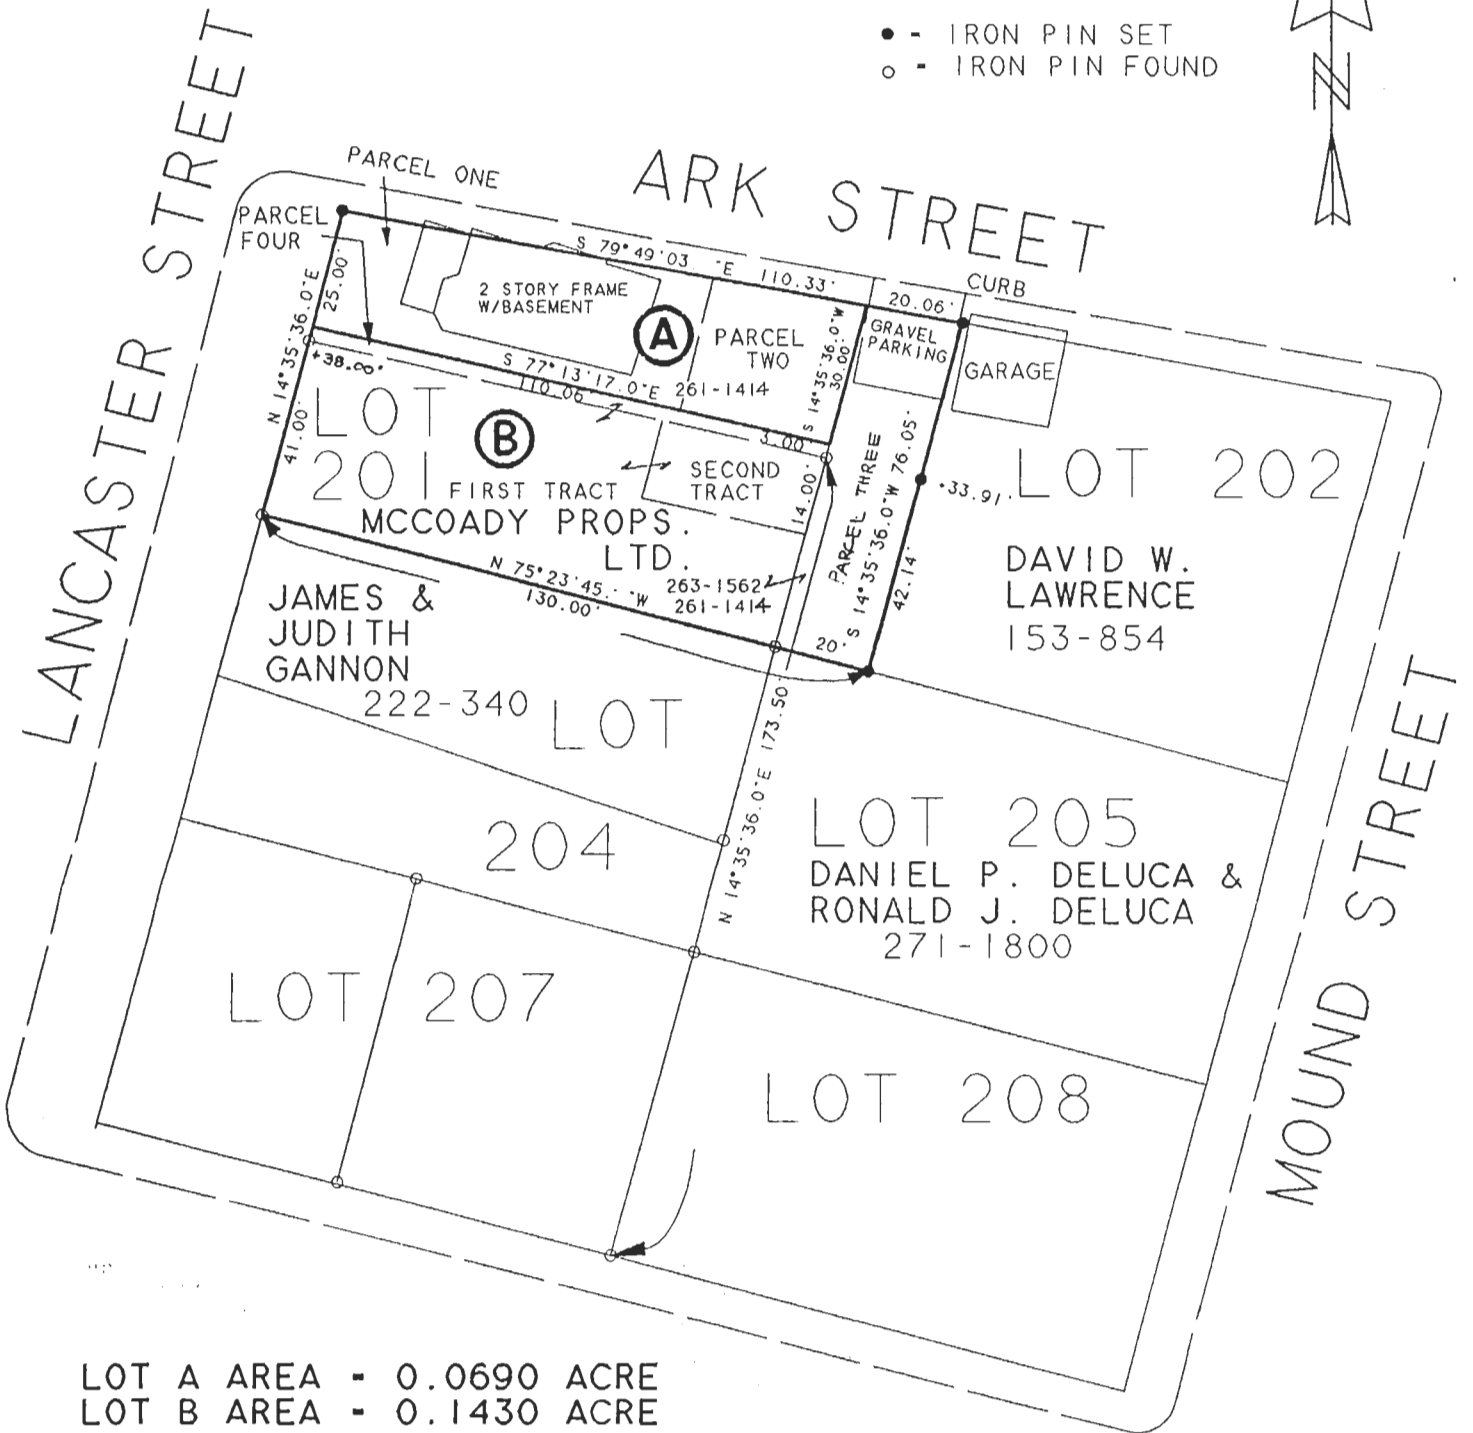 ● - IRON PIN SET
○ - IRON PIN FOUND
N
LANCASTER STREET
ARK STREET
MOUND STREET
PARCEL ONE
PARCEL
FOUR
S 79°49'03 "E 110.33'
20.06'
CURB
2 STORY FRAME
W/BASEMENT
A
PARCEL
TWO
S 14°35'36.0"W
30.00'
GRAVEL
PARKING
GARAGE
N 14°35'36.0"E
25.00'
+38.00'
41.00'
S 77°13'17.0"E 261-1414
110.06'
3.00'
LOT
201
B
FIRST TRACT
SECOND
TRACT
14.00'
PARCEL THREE
S 14°35'36.0"W 76.05'
+33.91'
42.14'
20'
LOT 202
MCCOADY PROPS.
LTD.
N 75°23'45. "W
130.00'
263-1562
261-1414
DAVID W.
LAWRENCE
153-854
JAMES &
JUDITH
GANNON
222-340
LOT
204
N 14°35'36.0"E 173.50'
LOT 205
DANIEL P. DELUCA &
RONALD J. DELUCA
271-1800
LOT 207
LOT 208
LOT A AREA - 0.0690 ACRE
LOT B AREA - 0.1430 ACRE